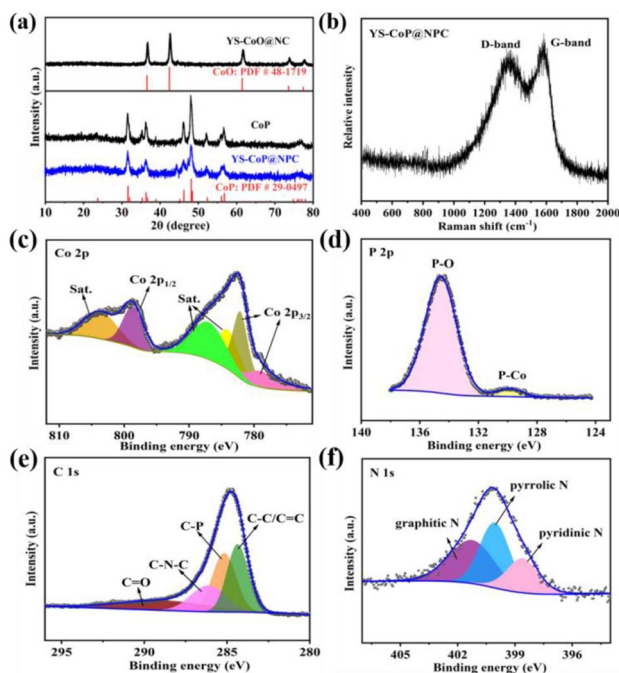 (a)
YS-CoO@NC
CoO: PDF # 48-1719
CoP
YS-CoP@NPC
CoP: PDF # 29-0497
Intensity (a.u.)
10 20 30 40 50 60 70 80
2θ (degree)
(b)
YS-CoP@NPC
D-band
G-band
Relative intensity
400 800 1200 1400 1600 2000
Raman shift (cm-1)
(c)
Co 2p
Sat.
Co 2p1/2
Sat.
Co 2p3/2
Intensity (a.u.)
810 800 790 780
Binding energy (eV)
(d)
P 2p
P-O
P-Co
Intensity (a.u.)
140 136 132 128 124
Binding energy (eV)
(e)
C 1s
C-C/C=C
C-P
C-N-C
C=O
Intensity (a.u.)
295 290 285 280
Binding energy (eV)
(f)
N 1s
pyrrolic N
graphitic N
pyridinic N
Intensity (a.u.)
405 402 399 396
Binding energy (eV)